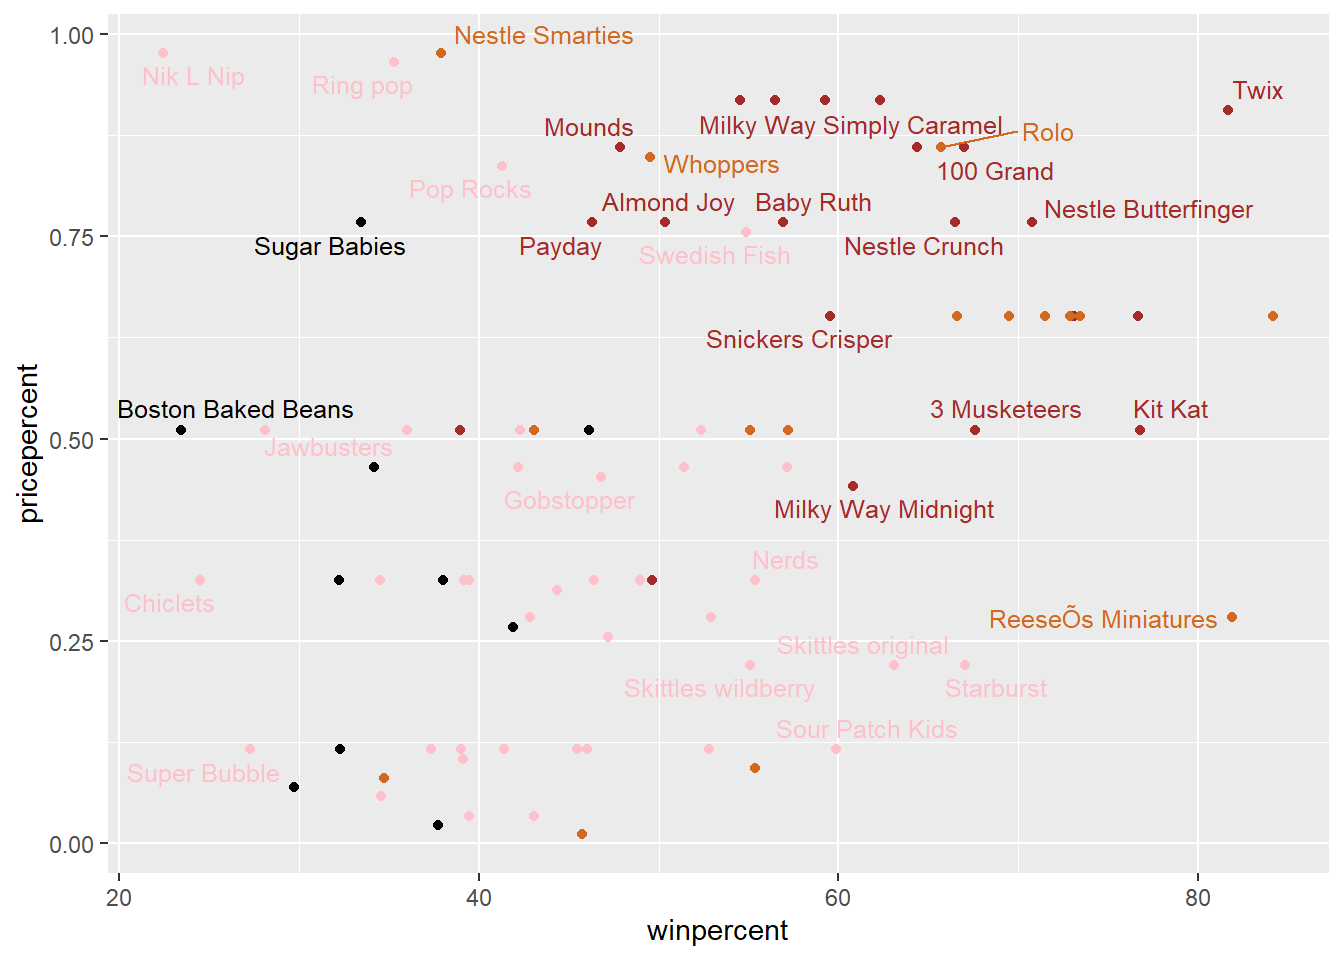 1.00
Nestle Smarties
Nik L Nip
Ring pop
Twix
Mounds
Milky Way Simply Caramel
Rolo
Whoppers
100 Grand
Pop Rocks
Almond Joy
Baby Ruth
Nestle Butterfinger
0.75
Sugar Babies
Payday
Swedish Fish
Nestle Crunch
Snickers Crisper
pricepercent
Boston Baked Beans
3 Musketeers
Kit Kat
0.50
Jawbusters
Gobstopper
Milky Way Midnight
Nerds
Chiclets
ReeseÕs Miniatures
0.25
Skittles original
Skittles wildberry
Starburst
Sour Patch Kids
Super Bubble
0.00
20
40
60
80
winpercent